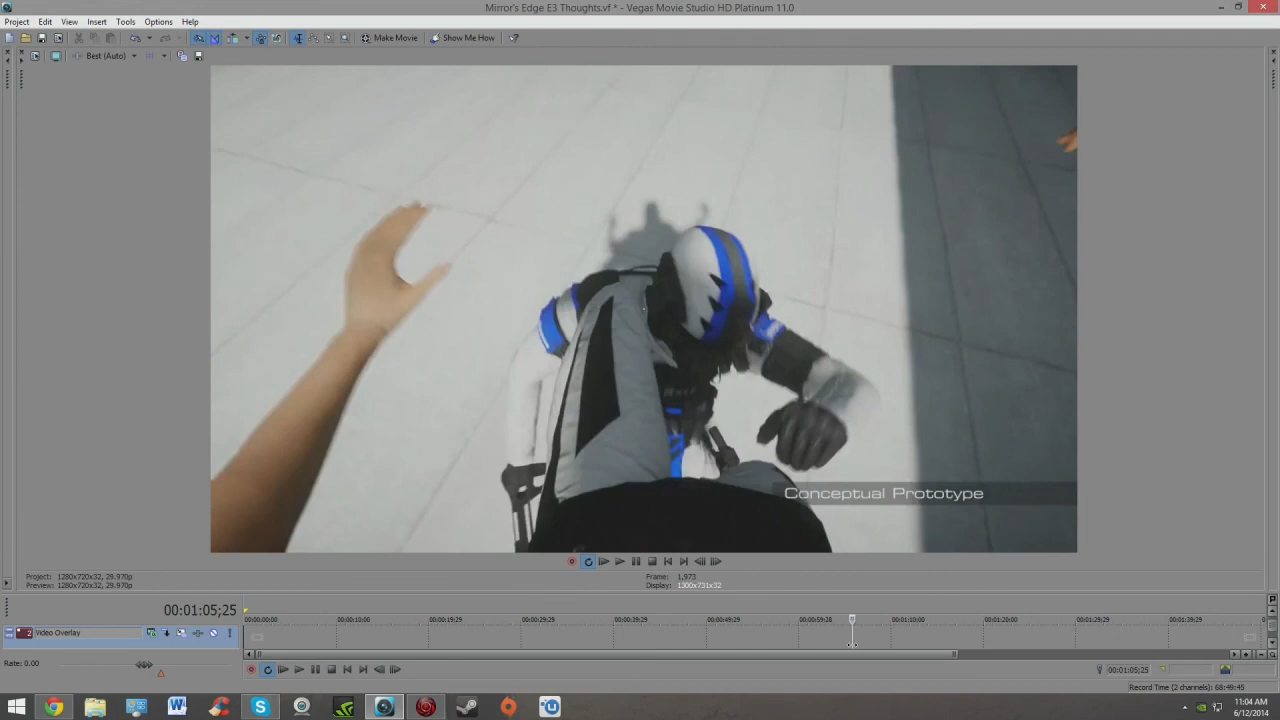 Mirror's Edge E3 Thoughts.vf * - Vegas Movie Studio HD Platinum 11.0
Project Edit View Insert Tools Options Help
Make Movie Show Me How
Best (Auto)
Conceptual Prototype
Project: 1280x720x32, 29.970p
Preview: 1280x720x32, 29.970p
Frame: 1,973
Display: 1300x731x32
00:01:05;25
00:00:00:00 00:00:10:00 00:00:19:29 00:00:29:29 00:00:39:29 00:00:49:29 00:00:59:28 00:01:10:00 00:01:20:00 00:01:29:29 00:01:39:29
2 Video Overlay
Rate: 0.00
00:01:05;25
Record Time (2 channels): 68:49:45
11:04 AM
6/12/2014